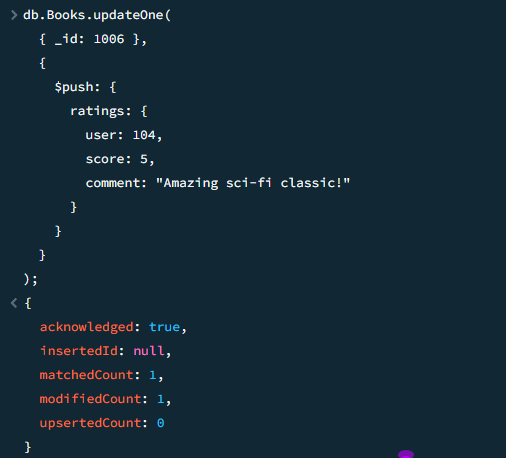 > db.Books.updateOne(
{ _id: 1006 },
{
$push: {
ratings: {
user: 104,
score: 5,
comment: "Amazing sci-fi classic!"
}
}
}
);
< {
acknowledged: true,
insertedId: null,
matchedCount: 1,
modifiedCount: 1,
upsertedCount: 0
}